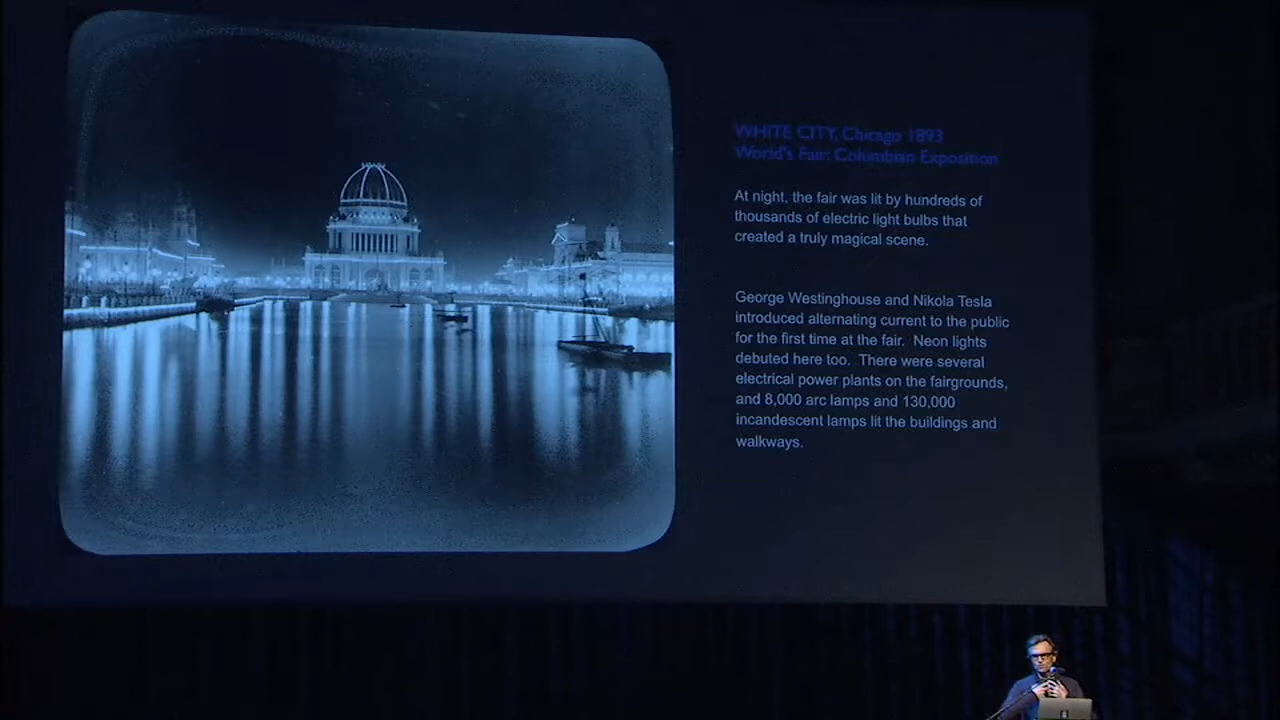 WHITE CITY, Chicago 1893
World's Fair: Columbian Exposition
At night, the fair was lit by hundreds of
thousands of electric light bulbs that
created a truly magical scene.
George Westinghouse and Nikola Tesla
introduced alternating current to the public
for the first time at the fair. Neon lights
debuted here too. There were several
electrical power plants on the fairgrounds,
and 8,000 arc lamps and 130,000
incandescent lamps lit the buildings and
walkways.